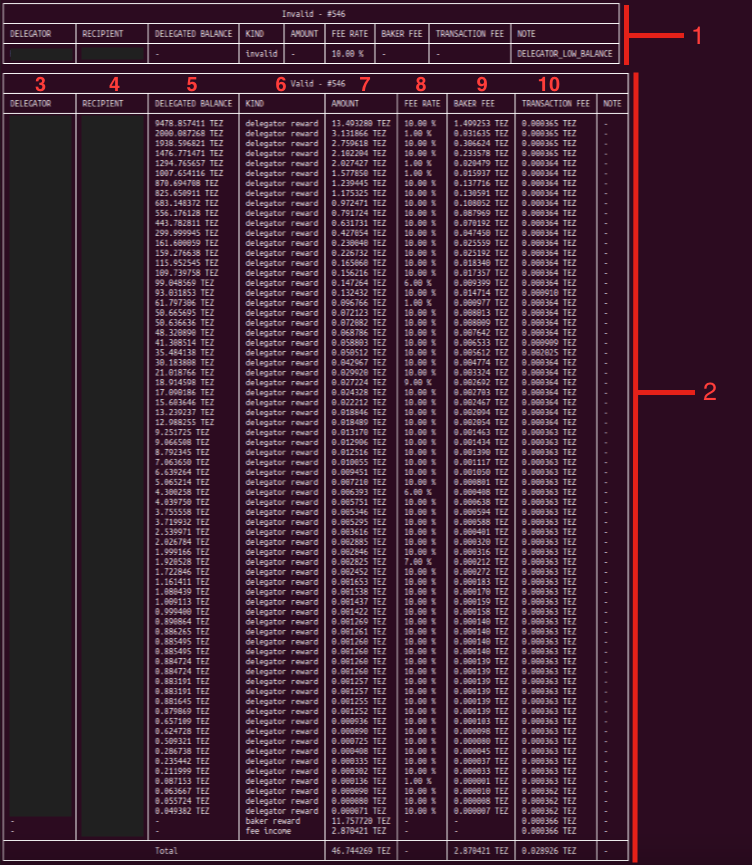 Invalid - #546
DELEGATOR RECIPIENT DELEGATED BALANCE KIND AMOUNT FEE RATE BAKER FEE TRANSACTION FEE NOTE
- invalid - 10.00 % - - DELEGATOR_LOW_BALANCE
1
Valid - #546
3 4 5 6 7 8 9 10
DELEGATOR RECIPIENT DELEGATED BALANCE KIND AMOUNT FEE RATE BAKER FEE TRANSACTION FEE NOTE
9478.857411 TEZ delegator reward 13.493280 TEZ 10.00 % 1.499253 TEZ 0.000365 TEZ -
2000.087268 TEZ delegator reward 3.131866 TEZ 1.00 % 0.031635 TEZ 0.000365 TEZ -
1938.596821 TEZ delegator reward 2.759618 TEZ 10.00 % 0.306624 TEZ 0.000365 TEZ -
1476.771471 TEZ delegator reward 2.102204 TEZ 10.00 % 0.233578 TEZ 0.000365 TEZ -
1294.765657 TEZ delegator reward 2.027427 TEZ 1.00 % 0.020479 TEZ 0.000364 TEZ -
1007.654116 TEZ delegator reward 1.577850 TEZ 1.00 % 0.015937 TEZ 0.000364 TEZ -
870.694708 TEZ delegator reward 1.239445 TEZ 10.00 % 0.137716 TEZ 0.000364 TEZ -
825.650911 TEZ delegator reward 1.175325 TEZ 10.00 % 0.130591 TEZ 0.000364 TEZ -
683.148372 TEZ delegator reward 0.972471 TEZ 10.00 % 0.108052 TEZ 0.000364 TEZ -
556.176128 TEZ delegator reward 0.791724 TEZ 10.00 % 0.087969 TEZ 0.000364 TEZ -
443.782811 TEZ delegator reward 0.631731 TEZ 10.00 % 0.070192 TEZ 0.000364 TEZ -
299.999945 TEZ delegator reward 0.427054 TEZ 10.00 % 0.047450 TEZ 0.000364 TEZ -
161.600059 TEZ delegator reward 0.230040 TEZ 10.00 % 0.025559 TEZ 0.000364 TEZ -
159.276638 TEZ delegator reward 0.226732 TEZ 10.00 % 0.025192 TEZ 0.000364 TEZ -
115.952545 TEZ delegator reward 0.165060 TEZ 10.00 % 0.018340 TEZ 0.000364 TEZ -
109.739758 TEZ delegator reward 0.156216 TEZ 10.00 % 0.017357 TEZ 0.000364 TEZ -
99.048569 TEZ delegator reward 0.147264 TEZ 6.00 % 0.009399 TEZ 0.000364 TEZ -
93.031853 TEZ delegator reward 0.132432 TEZ 10.00 % 0.014714 TEZ 0.000910 TEZ -
61.797306 TEZ delegator reward 0.096766 TEZ 1.00 % 0.000977 TEZ 0.000364 TEZ -
50.665695 TEZ delegator reward 0.072123 TEZ 10.00 % 0.008013 TEZ 0.000364 TEZ -
50.636636 TEZ delegator reward 0.072082 TEZ 10.00 % 0.008009 TEZ 0.000364 TEZ -
48.320890 TEZ delegator reward 0.068786 TEZ 10.00 % 0.007642 TEZ 0.000364 TEZ -
41.308514 TEZ delegator reward 0.058803 TEZ 10.00 % 0.006533 TEZ 0.000909 TEZ -
35.484138 TEZ delegator reward 0.050512 TEZ 10.00 % 0.005612 TEZ 0.002025 TEZ -
30.183808 TEZ delegator reward 0.042967 TEZ 10.00 % 0.004774 TEZ 0.000364 TEZ -
21.018766 TEZ delegator reward 0.029920 TEZ 10.00 % 0.003324 TEZ 0.000364 TEZ -
18.914598 TEZ delegator reward 0.027224 TEZ 9.00 % 0.002692 TEZ 0.000364 TEZ -
17.090186 TEZ delegator reward 0.024328 TEZ 10.00 % 0.002703 TEZ 0.000364 TEZ -
15.603646 TEZ delegator reward 0.022212 TEZ 10.00 % 0.002467 TEZ 0.000364 TEZ -
13.239237 TEZ delegator reward 0.018846 TEZ 10.00 % 0.002094 TEZ 0.000364 TEZ -
12.988255 TEZ delegator reward 0.018489 TEZ 10.00 % 0.002054 TEZ 0.000364 TEZ -
9.251725 TEZ delegator reward 0.013170 TEZ 10.00 % 0.001463 TEZ 0.000363 TEZ -
9.066508 TEZ delegator reward 0.012906 TEZ 10.00 % 0.001434 TEZ 0.000363 TEZ -
8.792345 TEZ delegator reward 0.012516 TEZ 10.00 % 0.001390 TEZ 0.000363 TEZ -
7.063650 TEZ delegator reward 0.010055 TEZ 10.00 % 0.001117 TEZ 0.000363 TEZ -
6.639264 TEZ delegator reward 0.009451 TEZ 10.00 % 0.001050 TEZ 0.000363 TEZ -
5.065214 TEZ delegator reward 0.007210 TEZ 10.00 % 0.000801 TEZ 0.000363 TEZ -
4.300258 TEZ delegator reward 0.006393 TEZ 6.00 % 0.000408 TEZ 0.000363 TEZ -
4.039750 TEZ delegator reward 0.005751 TEZ 10.00 % 0.000638 TEZ 0.000363 TEZ -
3.755558 TEZ delegator reward 0.005346 TEZ 10.00 % 0.000594 TEZ 0.000363 TEZ -
3.719932 TEZ delegator reward 0.005295 TEZ 10.00 % 0.000588 TEZ 0.000363 TEZ -
2.539971 TEZ delegator reward 0.003616 TEZ 10.00 % 0.000401 TEZ 0.000363 TEZ -
2.026784 TEZ delegator reward 0.002885 TEZ 10.00 % 0.000320 TEZ 0.000363 TEZ -
1.999166 TEZ delegator reward 0.002846 TEZ 10.00 % 0.000316 TEZ 0.000363 TEZ -
1.920528 TEZ delegator reward 0.002825 TEZ 7.00 % 0.000212 TEZ 0.000363 TEZ -
1.722846 TEZ delegator reward 0.002452 TEZ 10.00 % 0.000272 TEZ 0.000363 TEZ -
1.161411 TEZ delegator reward 0.001653 TEZ 10.00 % 0.000183 TEZ 0.000363 TEZ -
1.080439 TEZ delegator reward 0.001538 TEZ 10.00 % 0.000170 TEZ 0.000363 TEZ -
1.009113 TEZ delegator reward 0.001437 TEZ 10.00 % 0.000159 TEZ 0.000363 TEZ -
0.999400 TEZ delegator reward 0.001422 TEZ 10.00 % 0.000158 TEZ 0.000363 TEZ -
0.890864 TEZ delegator reward 0.001269 TEZ 10.00 % 0.000140 TEZ 0.000363 TEZ -
0.886265 TEZ delegator reward 0.001261 TEZ 10.00 % 0.000140 TEZ 0.000363 TEZ -
0.885495 TEZ delegator reward 0.001260 TEZ 10.00 % 0.000140 TEZ 0.000363 TEZ -
0.885495 TEZ delegator reward 0.001260 TEZ 10.00 % 0.000140 TEZ 0.000363 TEZ -
0.884724 TEZ delegator reward 0.001260 TEZ 10.00 % 0.000139 TEZ 0.000363 TEZ -
0.884724 TEZ delegator reward 0.001260 TEZ 10.00 % 0.000139 TEZ 0.000363 TEZ -
0.883191 TEZ delegator reward 0.001257 TEZ 10.00 % 0.000139 TEZ 0.000363 TEZ -
0.883191 TEZ delegator reward 0.001257 TEZ 10.00 % 0.000139 TEZ 0.000363 TEZ -
0.881645 TEZ delegator reward 0.001255 TEZ 10.00 % 0.000139 TEZ 0.000363 TEZ -
0.879869 TEZ delegator reward 0.001252 TEZ 10.00 % 0.000139 TEZ 0.000363 TEZ -
0.657109 TEZ delegator reward 0.000936 TEZ 10.00 % 0.000103 TEZ 0.000363 TEZ -
0.624728 TEZ delegator reward 0.000890 TEZ 10.00 % 0.000098 TEZ 0.000363 TEZ -
0.509321 TEZ delegator reward 0.000725 TEZ 10.00 % 0.000080 TEZ 0.000363 TEZ -
0.286738 TEZ delegator reward 0.000408 TEZ 10.00 % 0.000045 TEZ 0.000363 TEZ -
0.235442 TEZ delegator reward 0.000335 TEZ 10.00 % 0.000037 TEZ 0.000363 TEZ -
0.211999 TEZ delegator reward 0.000302 TEZ 10.00 % 0.000033 TEZ 0.000363 TEZ -
0.087153 TEZ delegator reward 0.000136 TEZ 1.00 % 0.000001 TEZ 0.000363 TEZ -
0.063667 TEZ delegator reward 0.000090 TEZ 10.00 % 0.000010 TEZ 0.000362 TEZ -
0.055724 TEZ delegator reward 0.000080 TEZ 10.00 % 0.000008 TEZ 0.000362 TEZ -
0.049382 TEZ delegator reward 0.000071 TEZ 10.00 % 0.000007 TEZ 0.000362 TEZ -
- - baker reward 11.757720 TEZ - - 0.000366 TEZ -
- - fee income 2.870421 TEZ - - 0.000366 TEZ -
Total 46.744269 TEZ - 2.870421 TEZ 0.028926 TEZ -
2